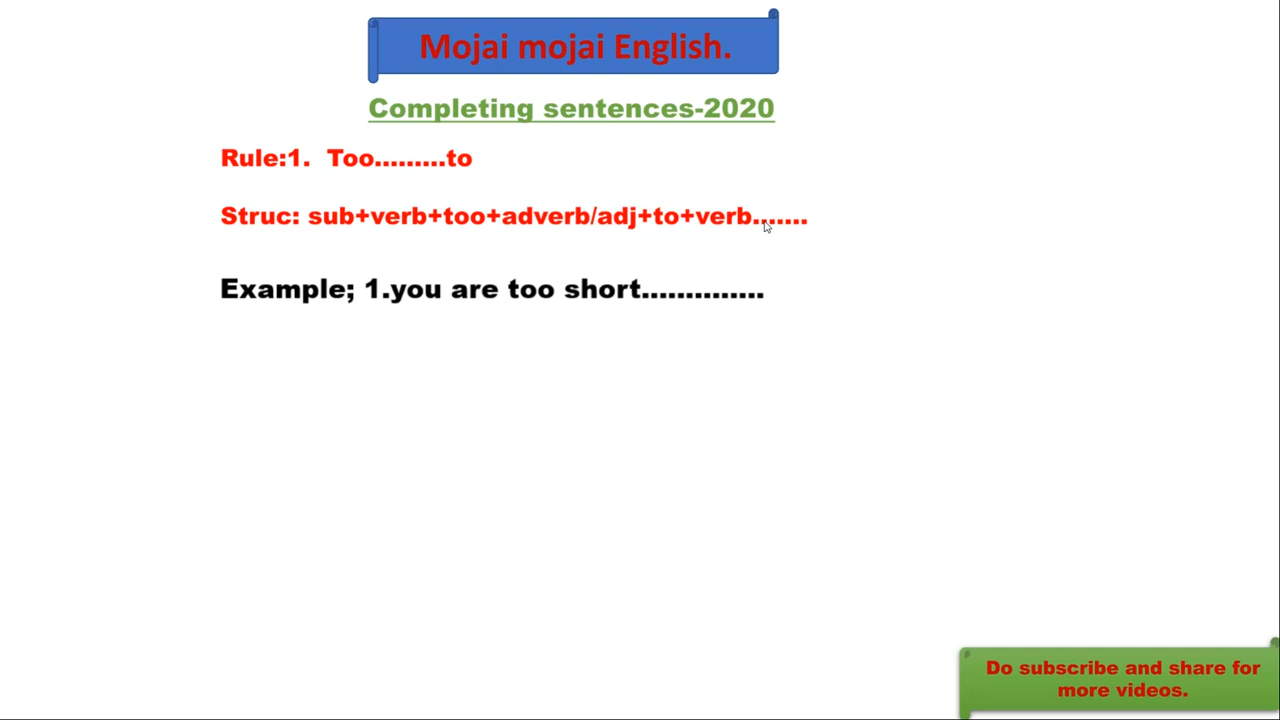 Mojai mojai English.
Completing sentences-2020
Rule:1. Too.........to
Struc: sub+verb+too+adverb/adj+to+verb.......
Example; 1.you are too short..............
Do subscribe and share for
more videos.